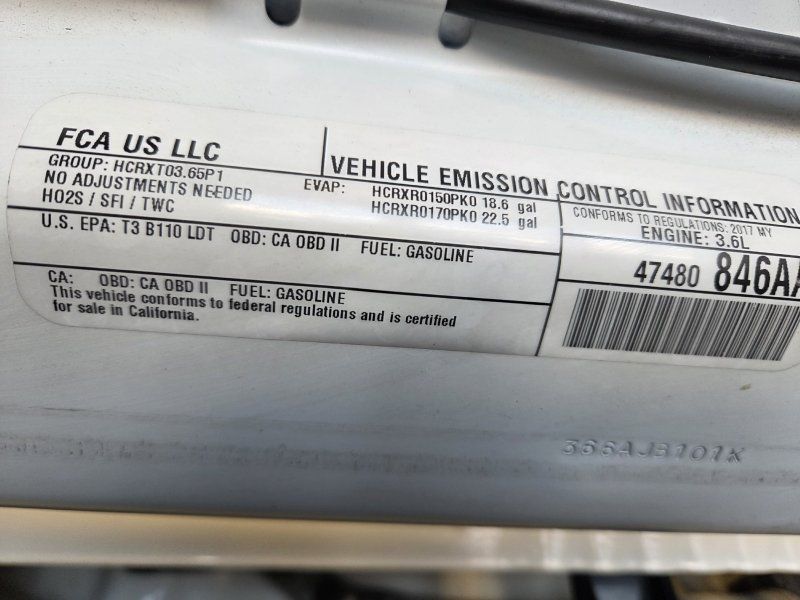 FCA US LLC
GROUP: HCRXT03.65P1
NO ADJUSTMENTS NEEDED
HO2S / SFI / TWC
EVAP: HCRXR0150PK0 18.6 gal
HCRXR0170PK0 22.5 gal
VEHICLE EMISSION CONTROL INFORMATION
CONFORMS TO REGULATIONS: 2017 MY
ENGINE: 3.6L
U.S. EPA: T3 B110 LDT OBD: CA OBD II FUEL: GASOLINE
CA: OBD: CA OBD II FUEL: GASOLINE
This vehicle conforms to federal regulations and is certified
for sale in California.
47480 846AA
366AJB101K